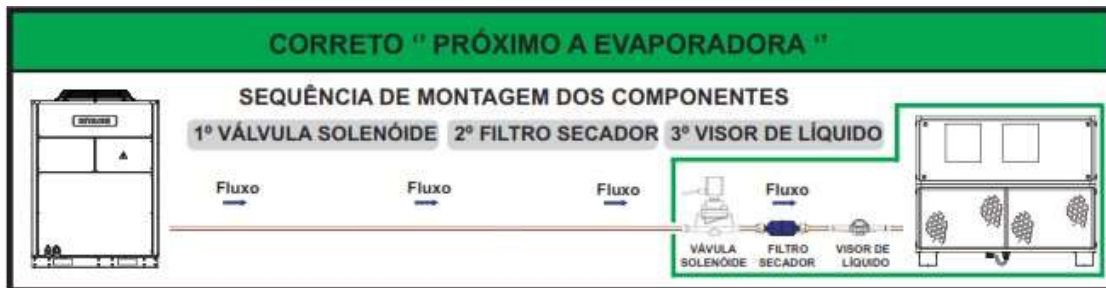 CORRETO “ PRÓXIMO A EVAPORADORA “
SEQUÊNCIA DE MONTAGEM DOS COMPONENTES
1º VÁLVULA SOLENÓIDE 2º FILTRO SECADOR 3º VISOR DE LÍQUIDO
HITACHI
Fluxo Fluxo Fluxo Fluxo
VÁVULA SOLENÓIDE
FILTRO SECADOR
VISOR DE LÍQUIDO